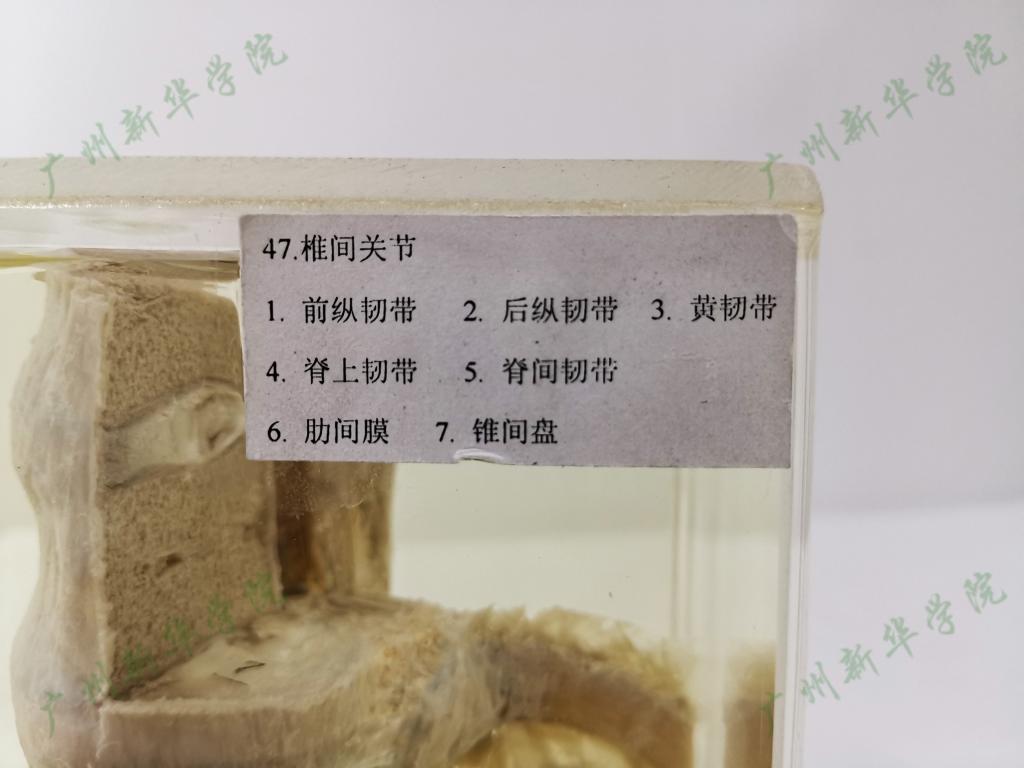 广州新华学院
广州新华学院
47.椎间关节
1. 前纵韧带 2. 后纵韧带 3. 黄韧带
4. 脊上韧带 5. 脊间韧带
6. 肋间膜 7. 锥间盘
广州新华学院
广州新华学院